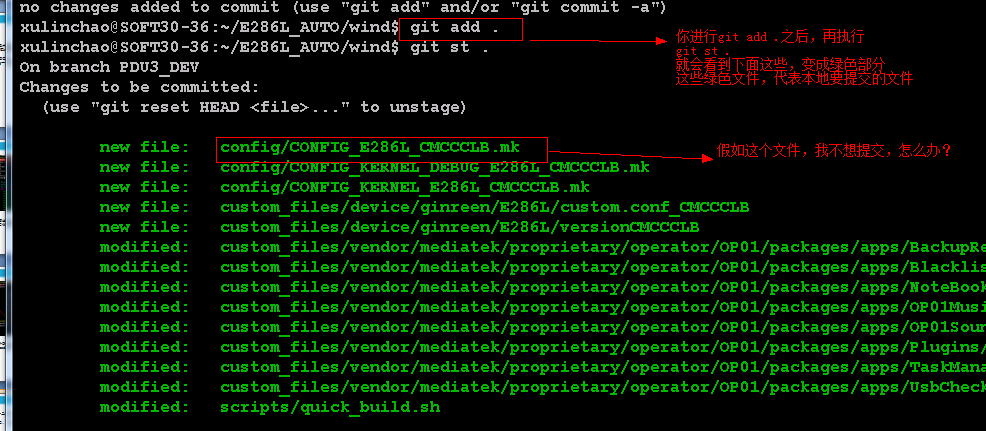 no changes added to commit (use "git add" and/or "git commit -a")
xulinchao@SOFT30-36:~/E286L_AUTO/wind$ git add .
xulinchao@SOFT30-36:~/E286L_AUTO/wind$ git st .
On branch PDU3_DEV
Changes to be committed:
(use "git reset HEAD <file>..." to unstage)
你进行git add .之后，再执行
git st .
就会看到下面这些，变成绿色部分
这些绿色文件，代表本地要提交的文件
new file: config/CONFIG_E286L_CMCCCLB.mk
假如这个文件，我不想提交，怎么办？
new file: config/CONFIG_KERNEL_DEBUG_E286L_CMCCCLB.mk
new file: config/CONFIG_KERNEL_E286L_CMCCCLB.mk
new file: custom_files/device/ginreen/E286L/custom.conf_CMCCCLB
new file: custom_files/device/ginreen/E286L/versionCMCCCLB
modified: custom_files/vendor/mediatek/proprietary/operator/OP01/packages/apps/BackupRe
modified: custom_files/vendor/mediatek/proprietary/operator/OP01/packages/apps/Blacklis
modified: custom_files/vendor/mediatek/proprietary/operator/OP01/packages/apps/NoteBook
modified: custom_files/vendor/mediatek/proprietary/operator/OP01/packages/apps/OP01Musi
modified: custom_files/vendor/mediatek/proprietary/operator/OP01/packages/apps/OP01Soun
modified: custom_files/vendor/mediatek/proprietary/operator/OP01/packages/apps/Plugins/
modified: custom_files/vendor/mediatek/proprietary/operator/OP01/packages/apps/TaskMana
modified: custom_files/vendor/mediatek/proprietary/operator/OP01/packages/apps/UsbCheck
modified: scripts/quick_build.sh